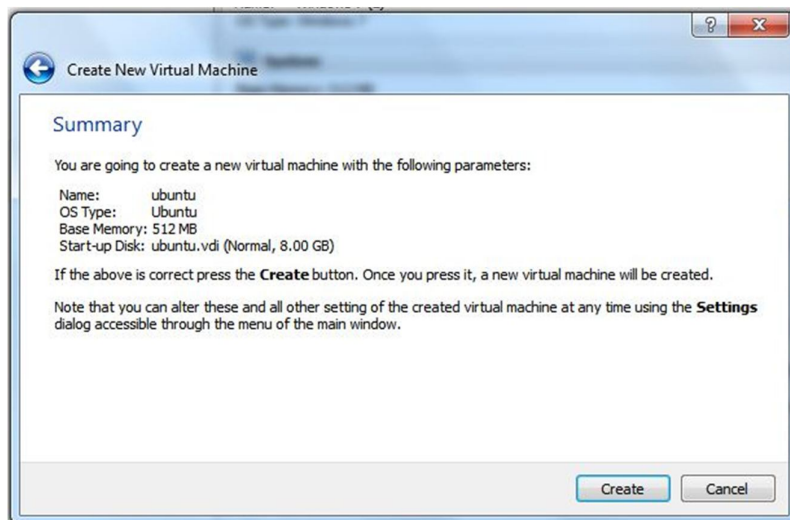 Create New Virtual Machine
Summary
You are going to create a new virtual machine with the following parameters:
Name: ubuntu
OS Type: Ubuntu
Base Memory: 512 MB
Start-up Disk: ubuntu.vdi (Normal, 8.00 GB)
If the above is correct press the Create button. Once you press it, a new virtual machine will be created.
Note that you can alter these and all other setting of the created virtual machine at any time using the Settings
dialog accessible through the menu of the main window.
Create Cancel